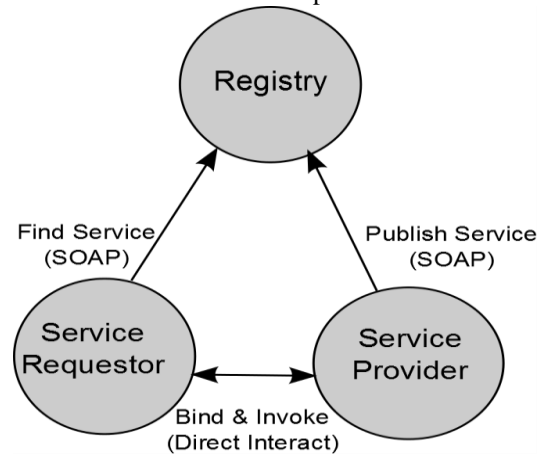 Registry
Find Service
(SOAP)
Publish Service
(SOAP)
Service
Requestor
Service
Provider
Bind & Invoke
(Direct Interact)